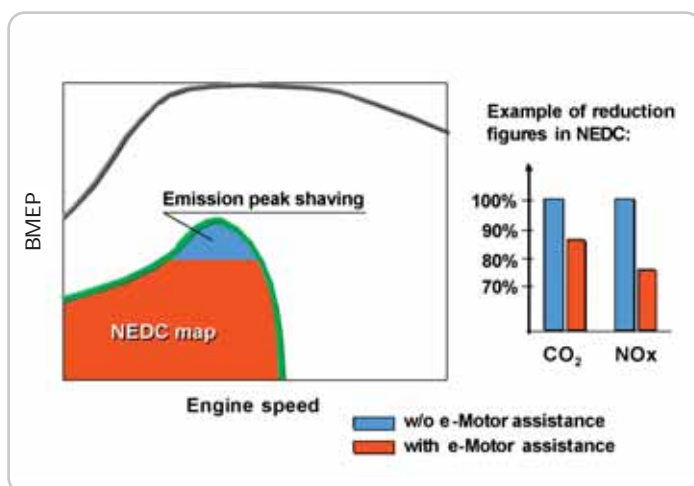 Example of reduction
figures in NEDC:
BMEP
Emission peak shaving
NEDC map
Engine speed
100%
90%
80%
70%
CO₂ NOx
w/o e-Motor assistance
with e-Motor assistance